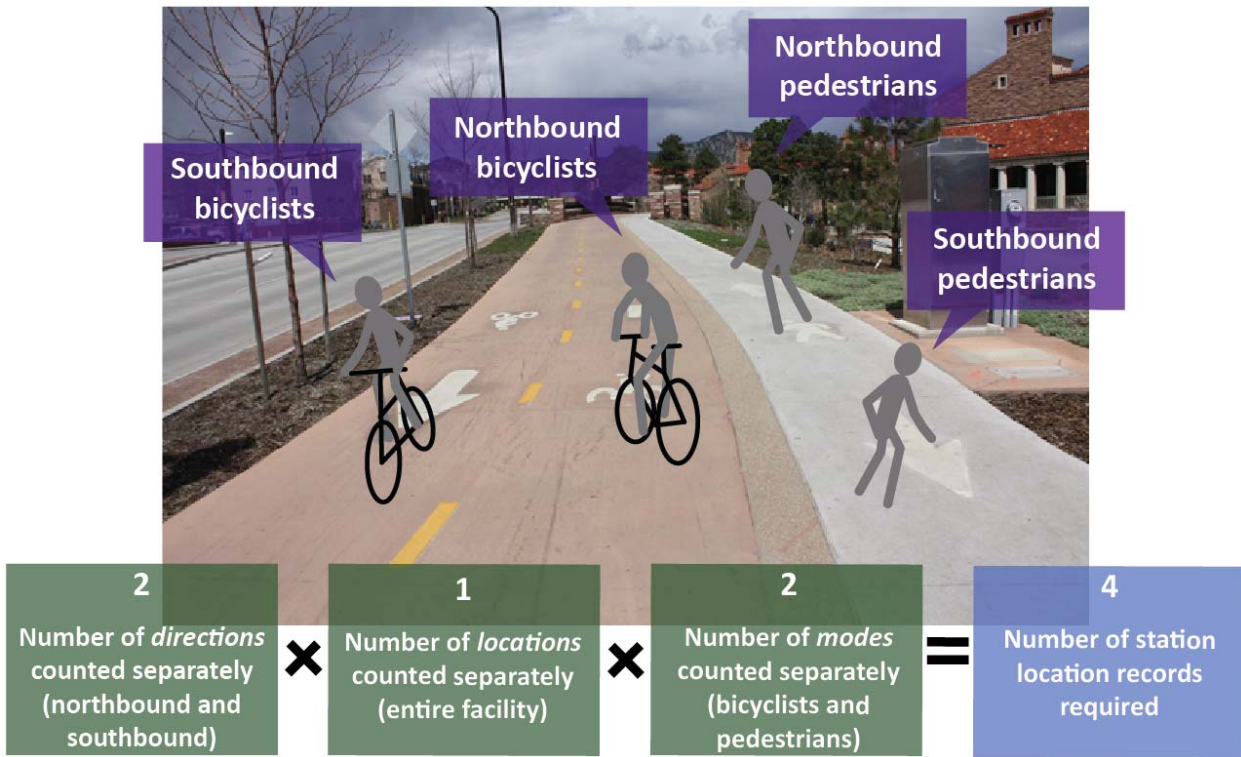 Northbound
pedestrians
Northbound
bicyclists
Southbound
bicyclists
Southbound
pedestrians
2
Number of directions
counted separately
(northbound and
southbound)
×
1
Number of locations
counted separately
(entire facility)
×
2
Number of modes
counted separately
(bicyclists and
pedestrians)
=
4
Number of station
location records
required